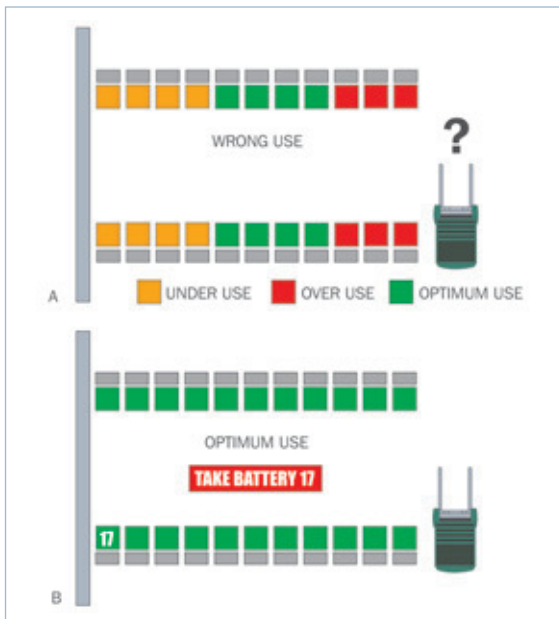 WRONG USE
?
A
UNDER USE OVER USE OPTIMUM USE
OPTIMUM USE
TAKE BATTERY 17
17
B